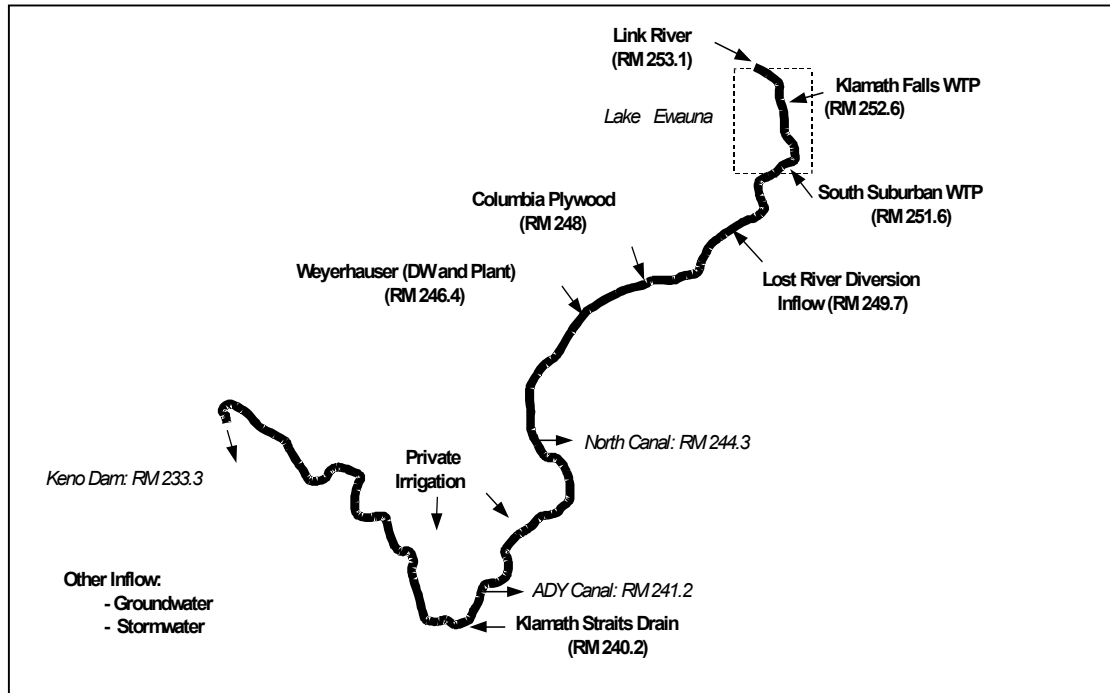 Link River
(RM 253.1)
Klamath Falls WTP
(RM 252.6)
Lake Ewauna
South Suburban WTP
(RM 251.6)
Columbia Plywood
(RM 248)
Lost River Diversion
Inflow (RM 249.7)
Weyerhauser (DW and Plant)
(RM 246.4)
North Canal: RM 244.3
Private
Irrigation
Keno Dam: RM 233.3
ADY Canal: RM 241.2
Klamath Straits Drain
(RM 240.2)
Other Inflow:
- Groundwater
- Stormwater